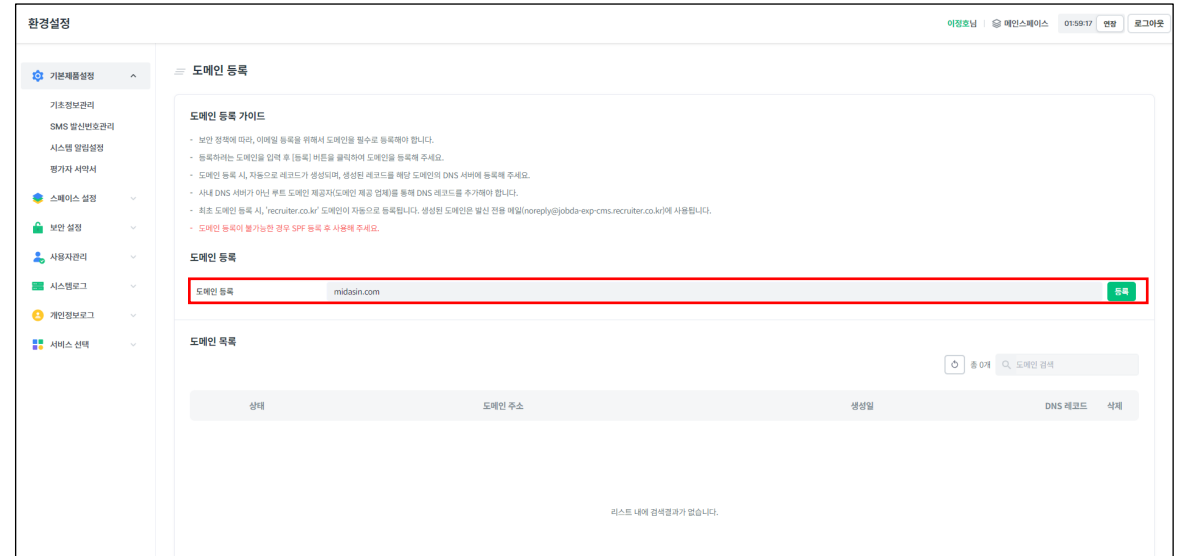 환경설정
이정호님 메인스페이스 01:59:17 연장 로그아웃
기본제품설정
기초정보관리
SMS 발신번호관리
시스템 알림설정
평가자 서약서
스페이스 설정
보안 설정
사용자관리
시스템로그
개인정보로그
서비스 선택
도메인 등록
도메인 등록 가이드
- 보안 정책에 따라, 이메일 등록을 위해서 도메인을 필수로 등록해야 합니다.
- 등록하려는 도메인을 입력 후 [등록] 버튼을 클릭하여 도메인을 등록해 주세요.
- 도메인 등록 시, 자동으로 레코드가 생성되며, 생성된 레코드를 해당 도메인의 DNS 서버에 등록해 주세요.
- 사내 DNS 서버가 아닌 루트 도메인 제공자(도메인 제공 업체)를 통해 DNS 레코드를 추가해야 합니다.
- 최초 도메인 등록 시, 'recruiter.co.kr' 도메인이 자동으로 등록됩니다. 생성된 도메인은 발신 전용 메일(noreply@jobda-exp-cms.recruiter.co.kr)에 사용됩니다.
- 도메인 등록이 불가능한 경우 SPF 등록 후 사용해 주세요.
도메인 등록
도메인 등록 midasin.com 등록
도메인 목록
총 0개 도메인 검색
상태 도메인 주소 생성일 DNS 레코드 삭제
리스트 내에 검색결과가 없습니다.